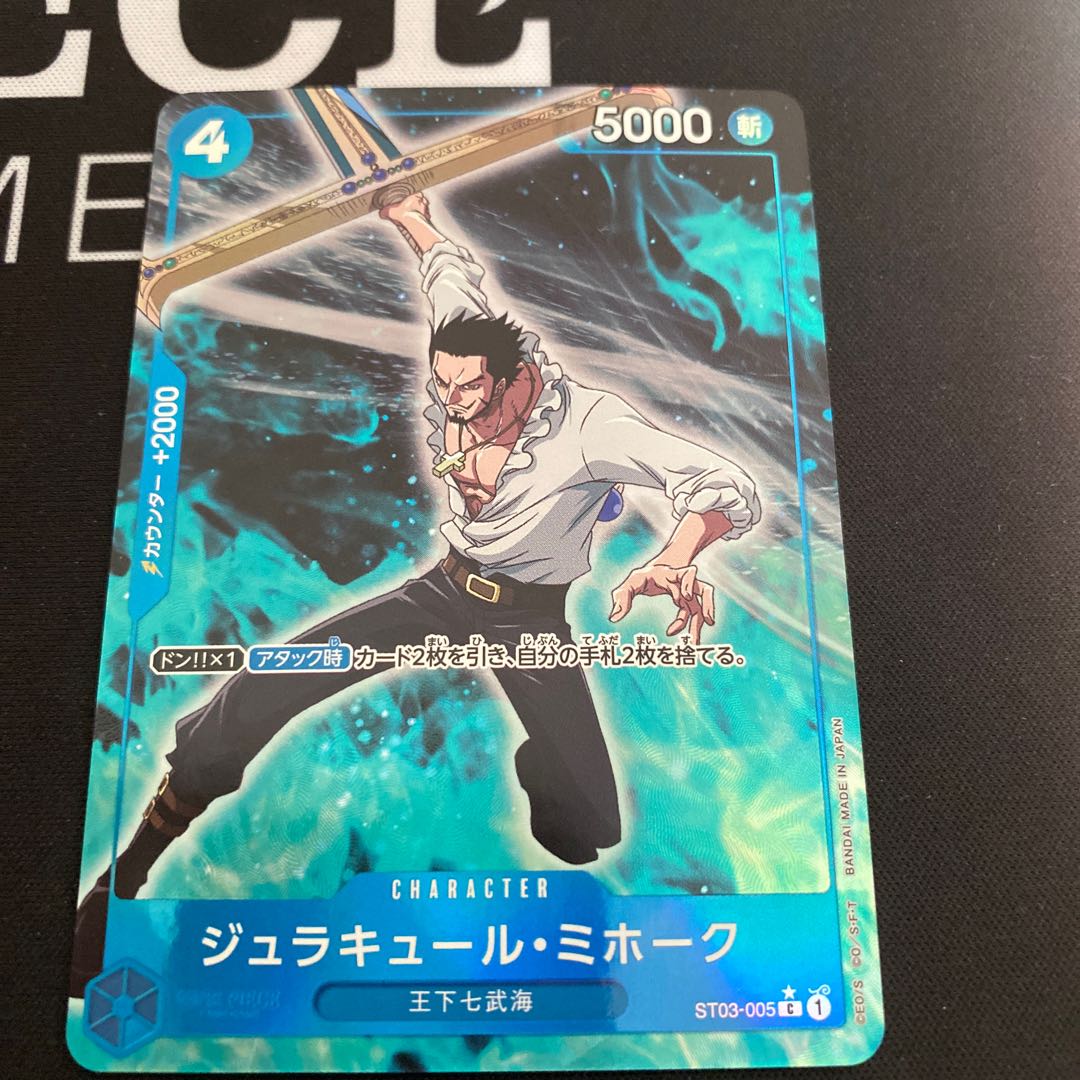 ECE
ME
4
5000 斬
カウンター +2000
ドン!!×1 アタック時 カード2枚を引き、自分の手札2枚を捨てる。
CHARACTER
ジュラキュール・ミホーク
王下七武海
ST03-005 C 1
©EO/S ©O/S･F･T BANDAI MADE IN JAPAN